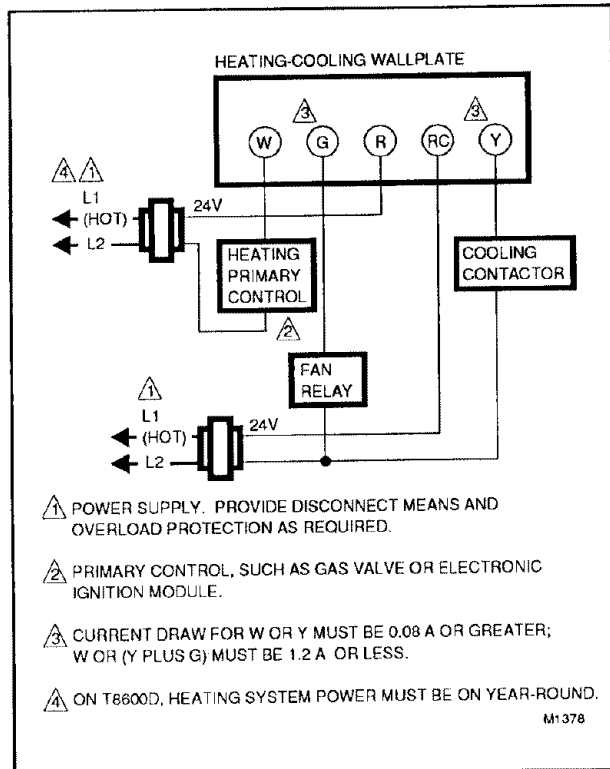 HEATING-COOLING WALLPLATE
3 3
W G R RC Y
4 1
L1
(HOT)
24V
L2
HEATING
PRIMARY
CONTROL
COOLING
CONTACTOR
2
FAN
RELAY
1
L1
(HOT)
24V
L2
1 POWER SUPPLY. PROVIDE DISCONNECT MEANS AND
OVERLOAD PROTECTION AS REQUIRED.
2 PRIMARY CONTROL, SUCH AS GAS VALVE OR ELECTRONIC
IGNITION MODULE.
3 CURRENT DRAW FOR W OR Y MUST BE 0.08 A OR GREATER;
W OR (Y PLUS G) MUST BE 1.2 A OR LESS.
4 ON T8600D, HEATING SYSTEM POWER MUST BE ON YEAR-ROUND.
M1378